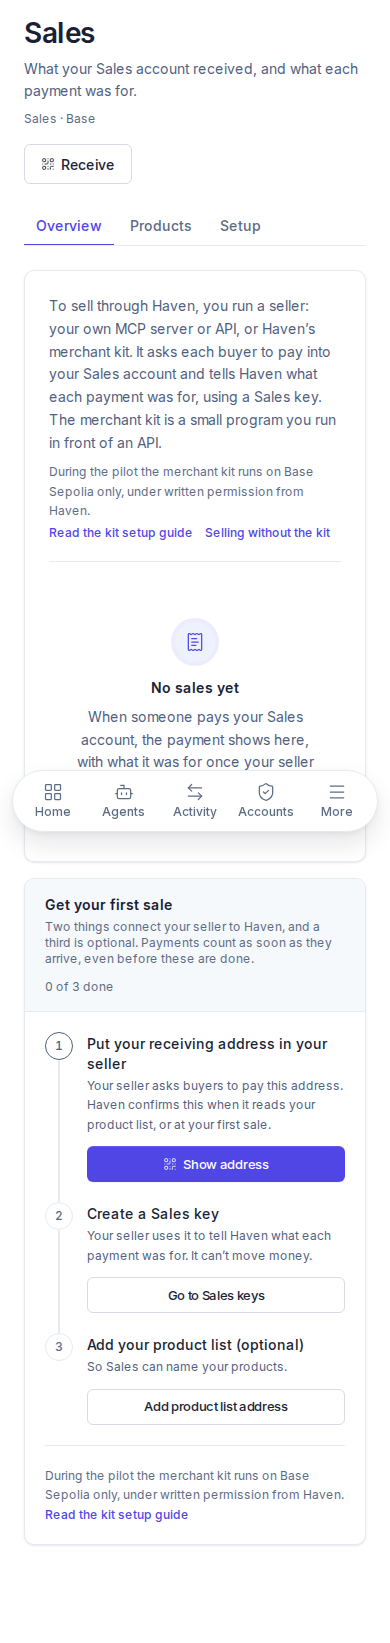 Sales
What your Sales account received, and what each
payment was for.
Sales · Base
Receive
Overview Products Setup
To sell through Haven, you run a seller:
your own MCP server or API, or Haven’s
merchant kit. It asks each buyer to pay into
your Sales account and tells Haven what
each payment was for, using a Sales key.
The merchant kit is a small program you run
in front of an API.
During the pilot the merchant kit runs on Base
Sepolia only, under written permission from
Haven.
Read the kit setup guide Selling without the kit
No sales yet
When someone pays your Sales
account, the payment shows here,
with what it was for once your seller
Home Agents Activity Accounts More
Get your first sale
Two things connect your seller to Haven, and a
third is optional. Payments count as soon as they
arrive, even before these are done.
0 of 3 done
1 Put your receiving address in your
seller
Your seller asks buyers to pay this address.
Haven confirms this when it reads your
product list, or at your first sale.
Show address
2 Create a Sales key
Your seller uses it to tell Haven what each
payment was for. It can’t move money.
Go to Sales keys
3 Add your product list (optional)
So Sales can name your products.
Add product list address
During the pilot the merchant kit runs on Base
Sepolia only, under written permission from Haven.
Read the kit setup guide